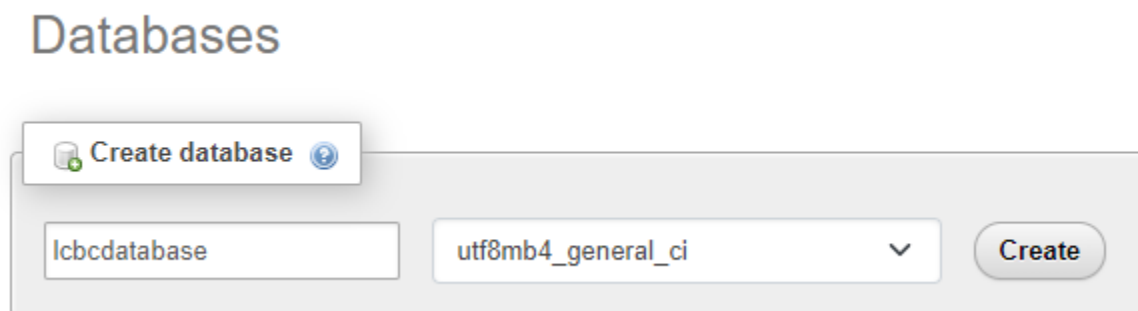 Databases
Create database
lcbcdatabase
utf8mb4_general_ci
Create